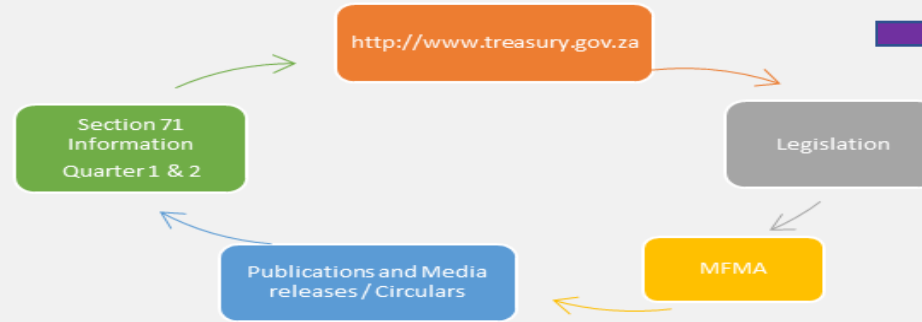 http://www.treasury.gov.za
Section 71
Information
Quarter 1 & 2
Legislation
MFMA
Publications and Media
releases / Circulars